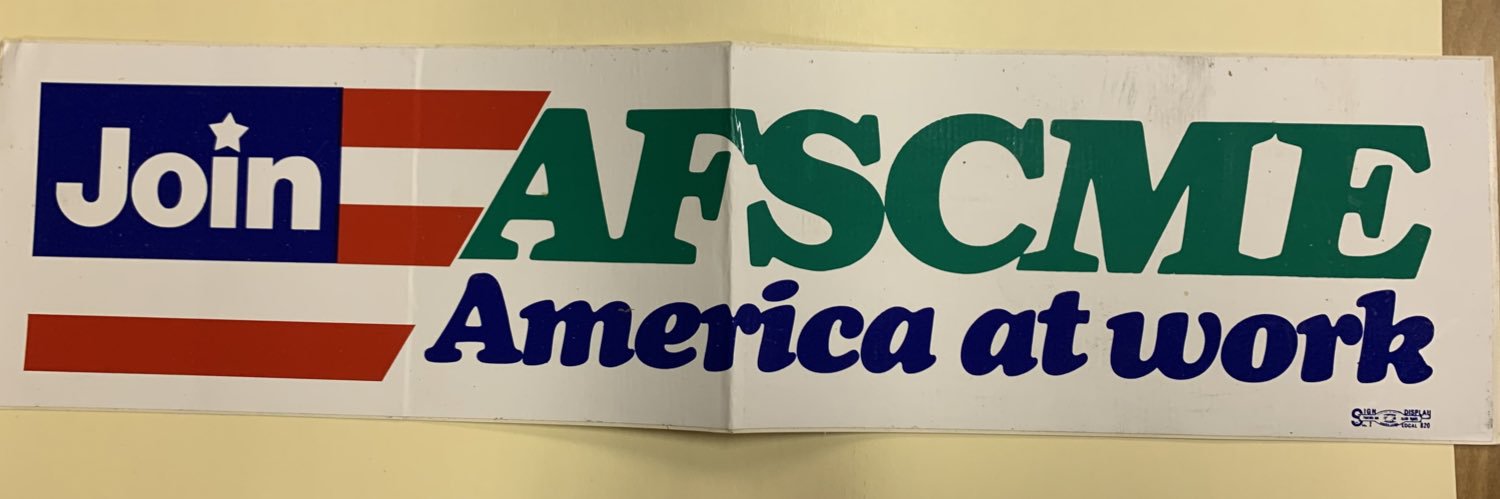 Join
AFSCME
America at work
SIGN DISPLAY
LOCAL 820